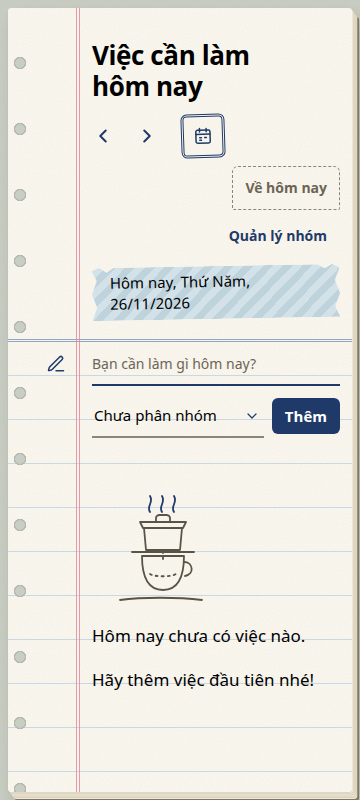 Việc cần làm
hôm nay
Về hôm nay
Quản lý nhóm
Hôm nay, Thứ Năm,
26/11/2026
Bạn cần làm gì hôm nay?
Chưa phân nhóm
Thêm
Hôm nay chưa có việc nào.
Hãy thêm việc đầu tiên nhé!